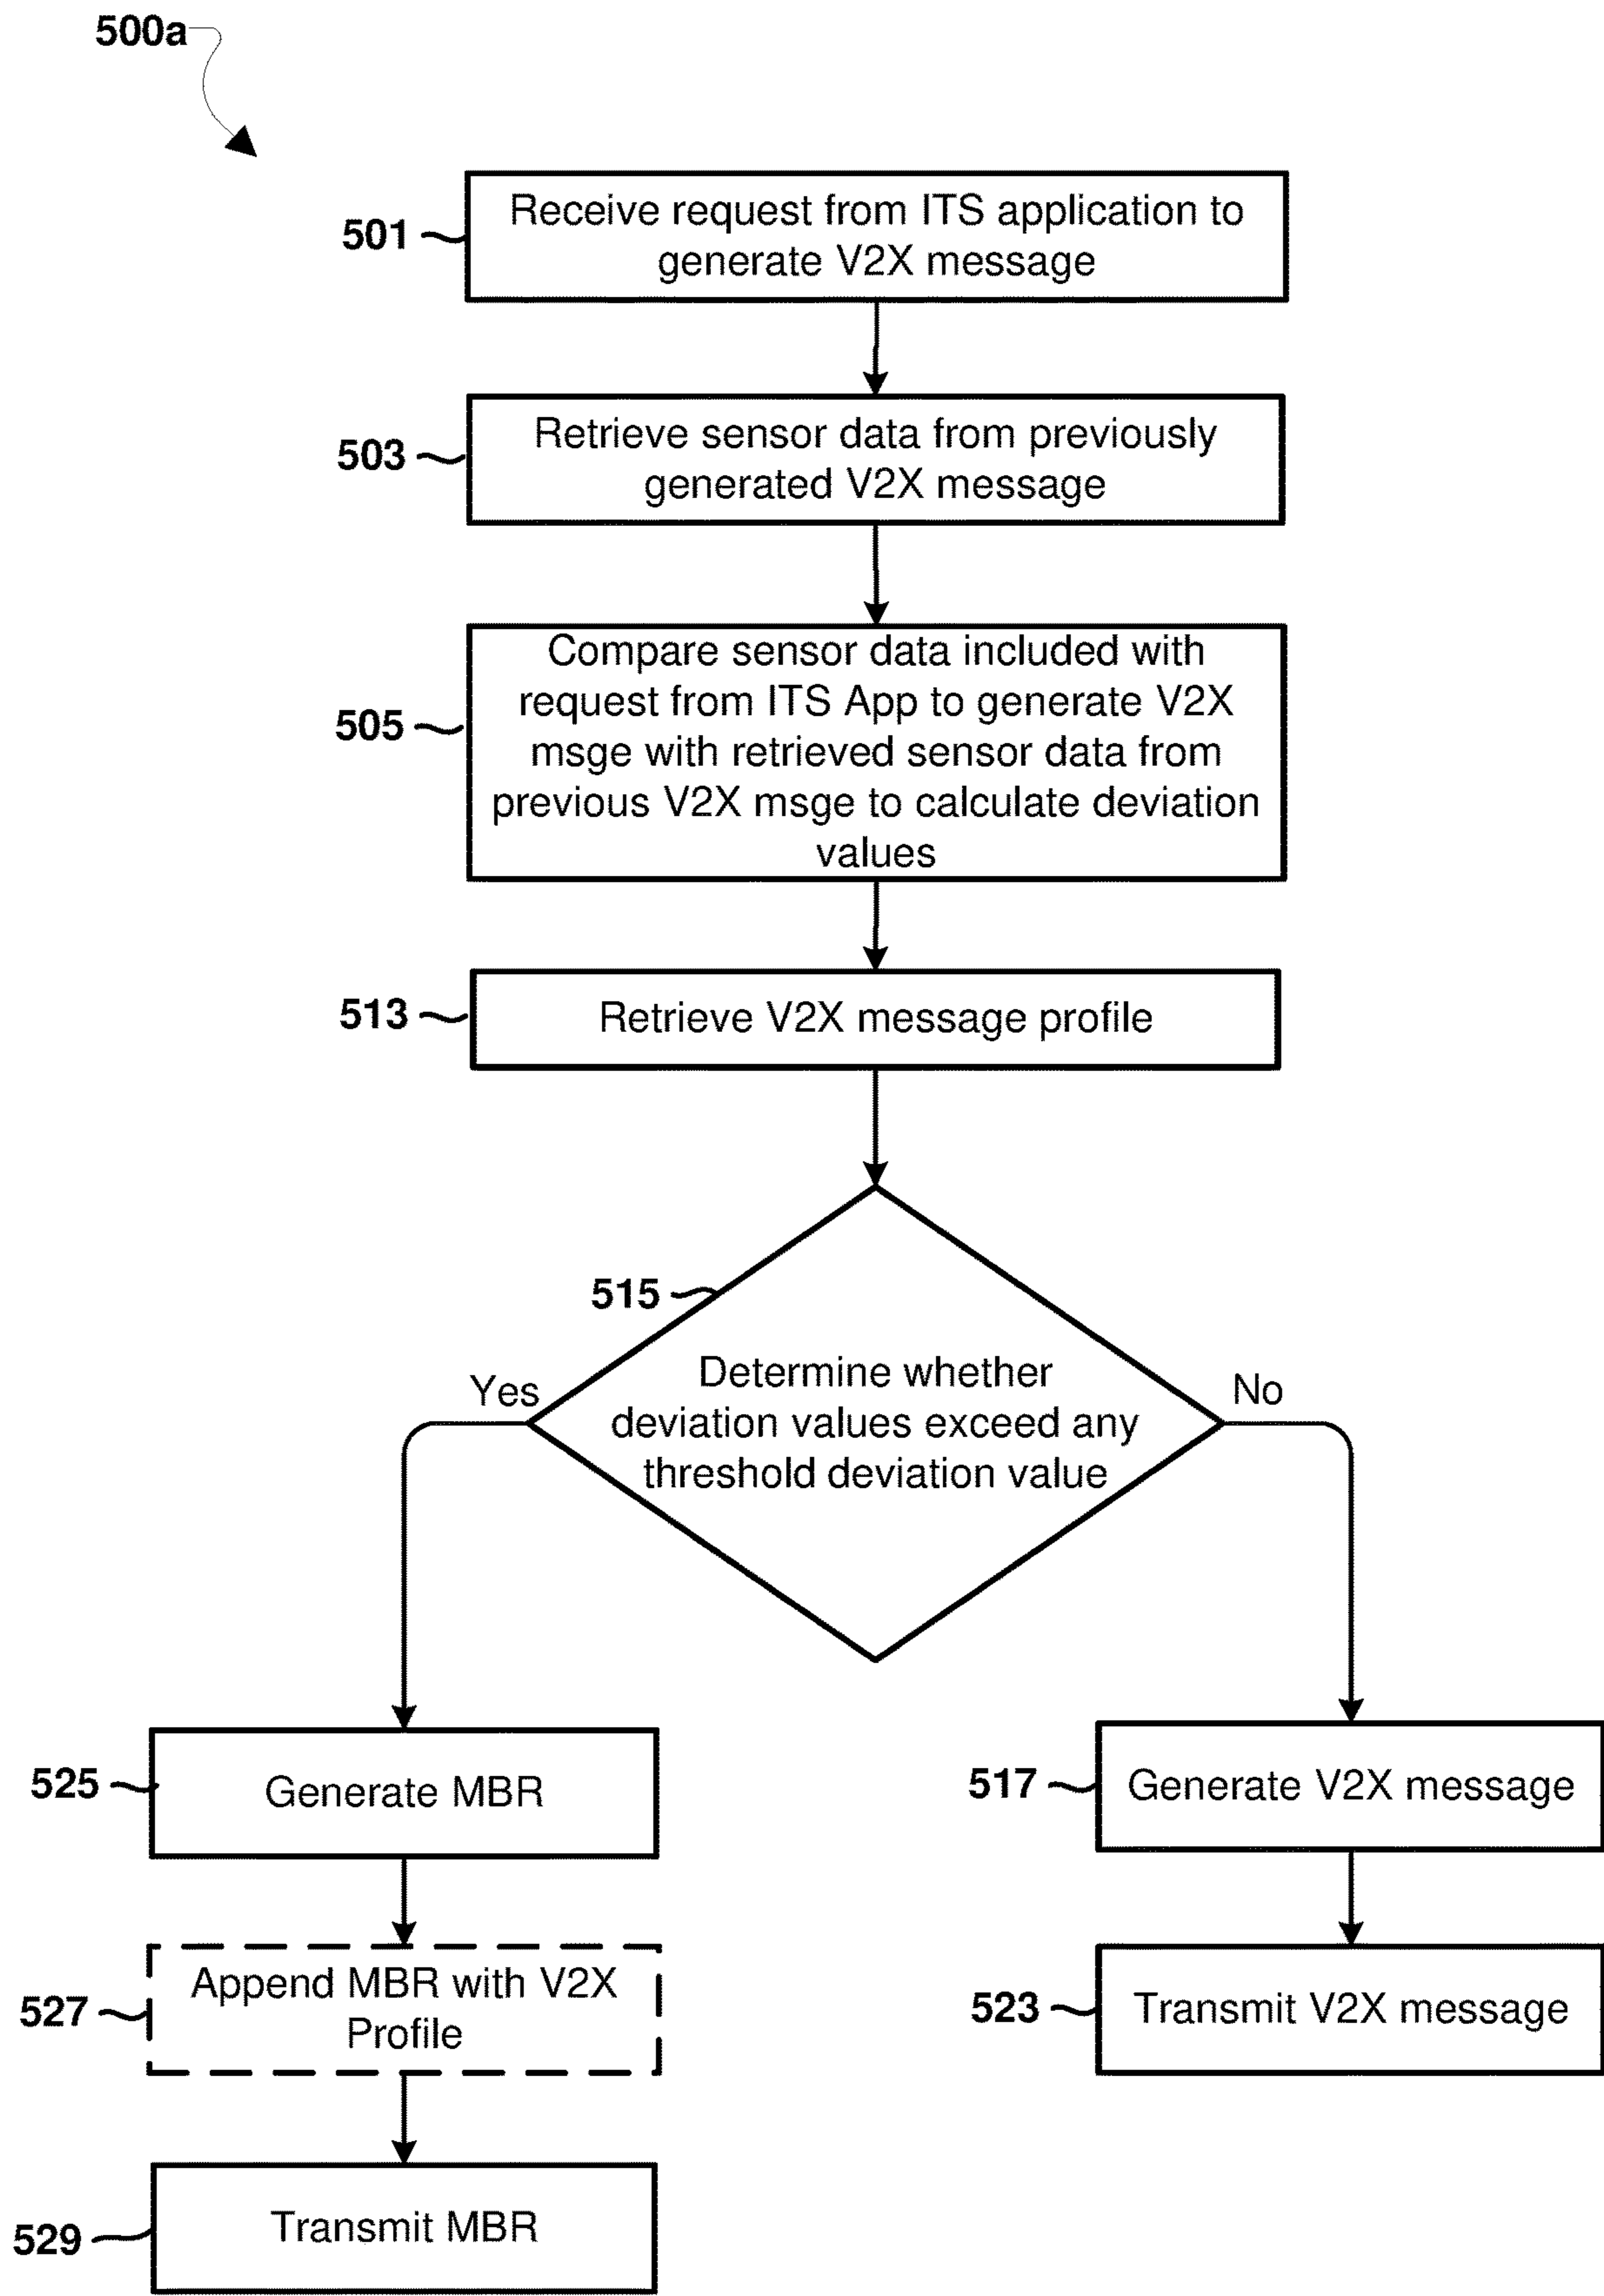 500a
501
Receive request from ITS application to
generate V2X message
503
Retrieve sensor data from previously
generated V2X message
505
Compare sensor data included with
request from ITS App to generate V2X
msge with retrieved sensor data from
previous V2X msge to calculate deviation
values
513
Retrieve V2X message profile
515
Determine whether
deviation values exceed any
threshold deviation value
Yes
No
525
Generate MBR
517
Generate V2X message
527
Append MBR with V2X
Profile
523
Transmit V2X message
529
Transmit MBR